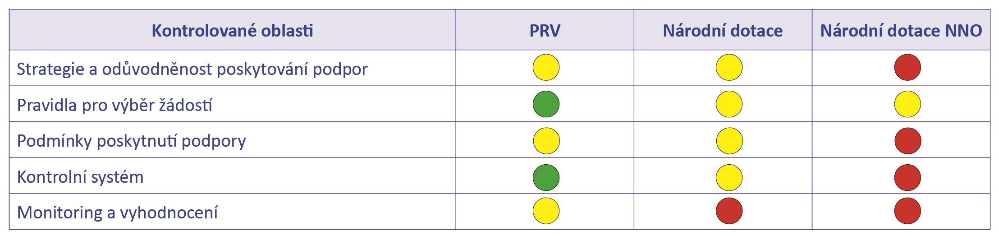 Kontrolované oblasti PRV Národní dotace Národní dotace NNO
Strategie a odůvodněnost poskytování podpor
Pravidla pro výběr žádostí
Podmínky poskytnutí podpory
Kontrolní systém
Monitoring a vyhodnocení